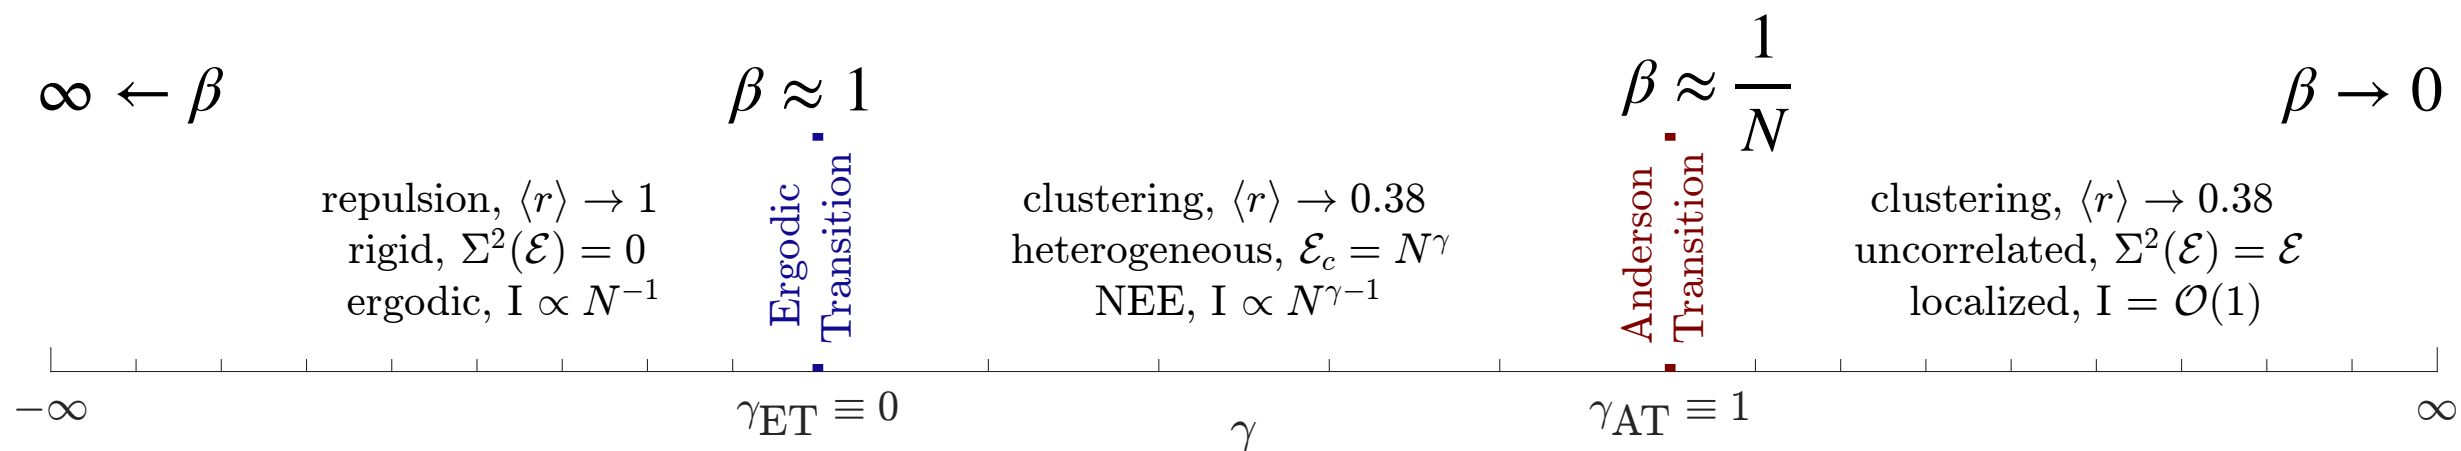 ∞ ← β
β ≈ 1
β ≈ 1/N
β → 0
repulsion, ⟨r⟩ → 1
rigid, Σ²(ℰ) = 0
ergodic, I ∝ N⁻¹
Ergodic
Transition
clustering, ⟨r⟩ → 0.38
heterogeneous, ℰ_c = N^γ
NEE, I ∝ N^{γ−1}
Anderson
Transition
clustering, ⟨r⟩ → 0.38
uncorrelated, Σ²(ℰ) = ℰ
localized, I = 𝒪(1)
−∞
γ_ET ≡ 0
γ
γ_AT ≡ 1
∞